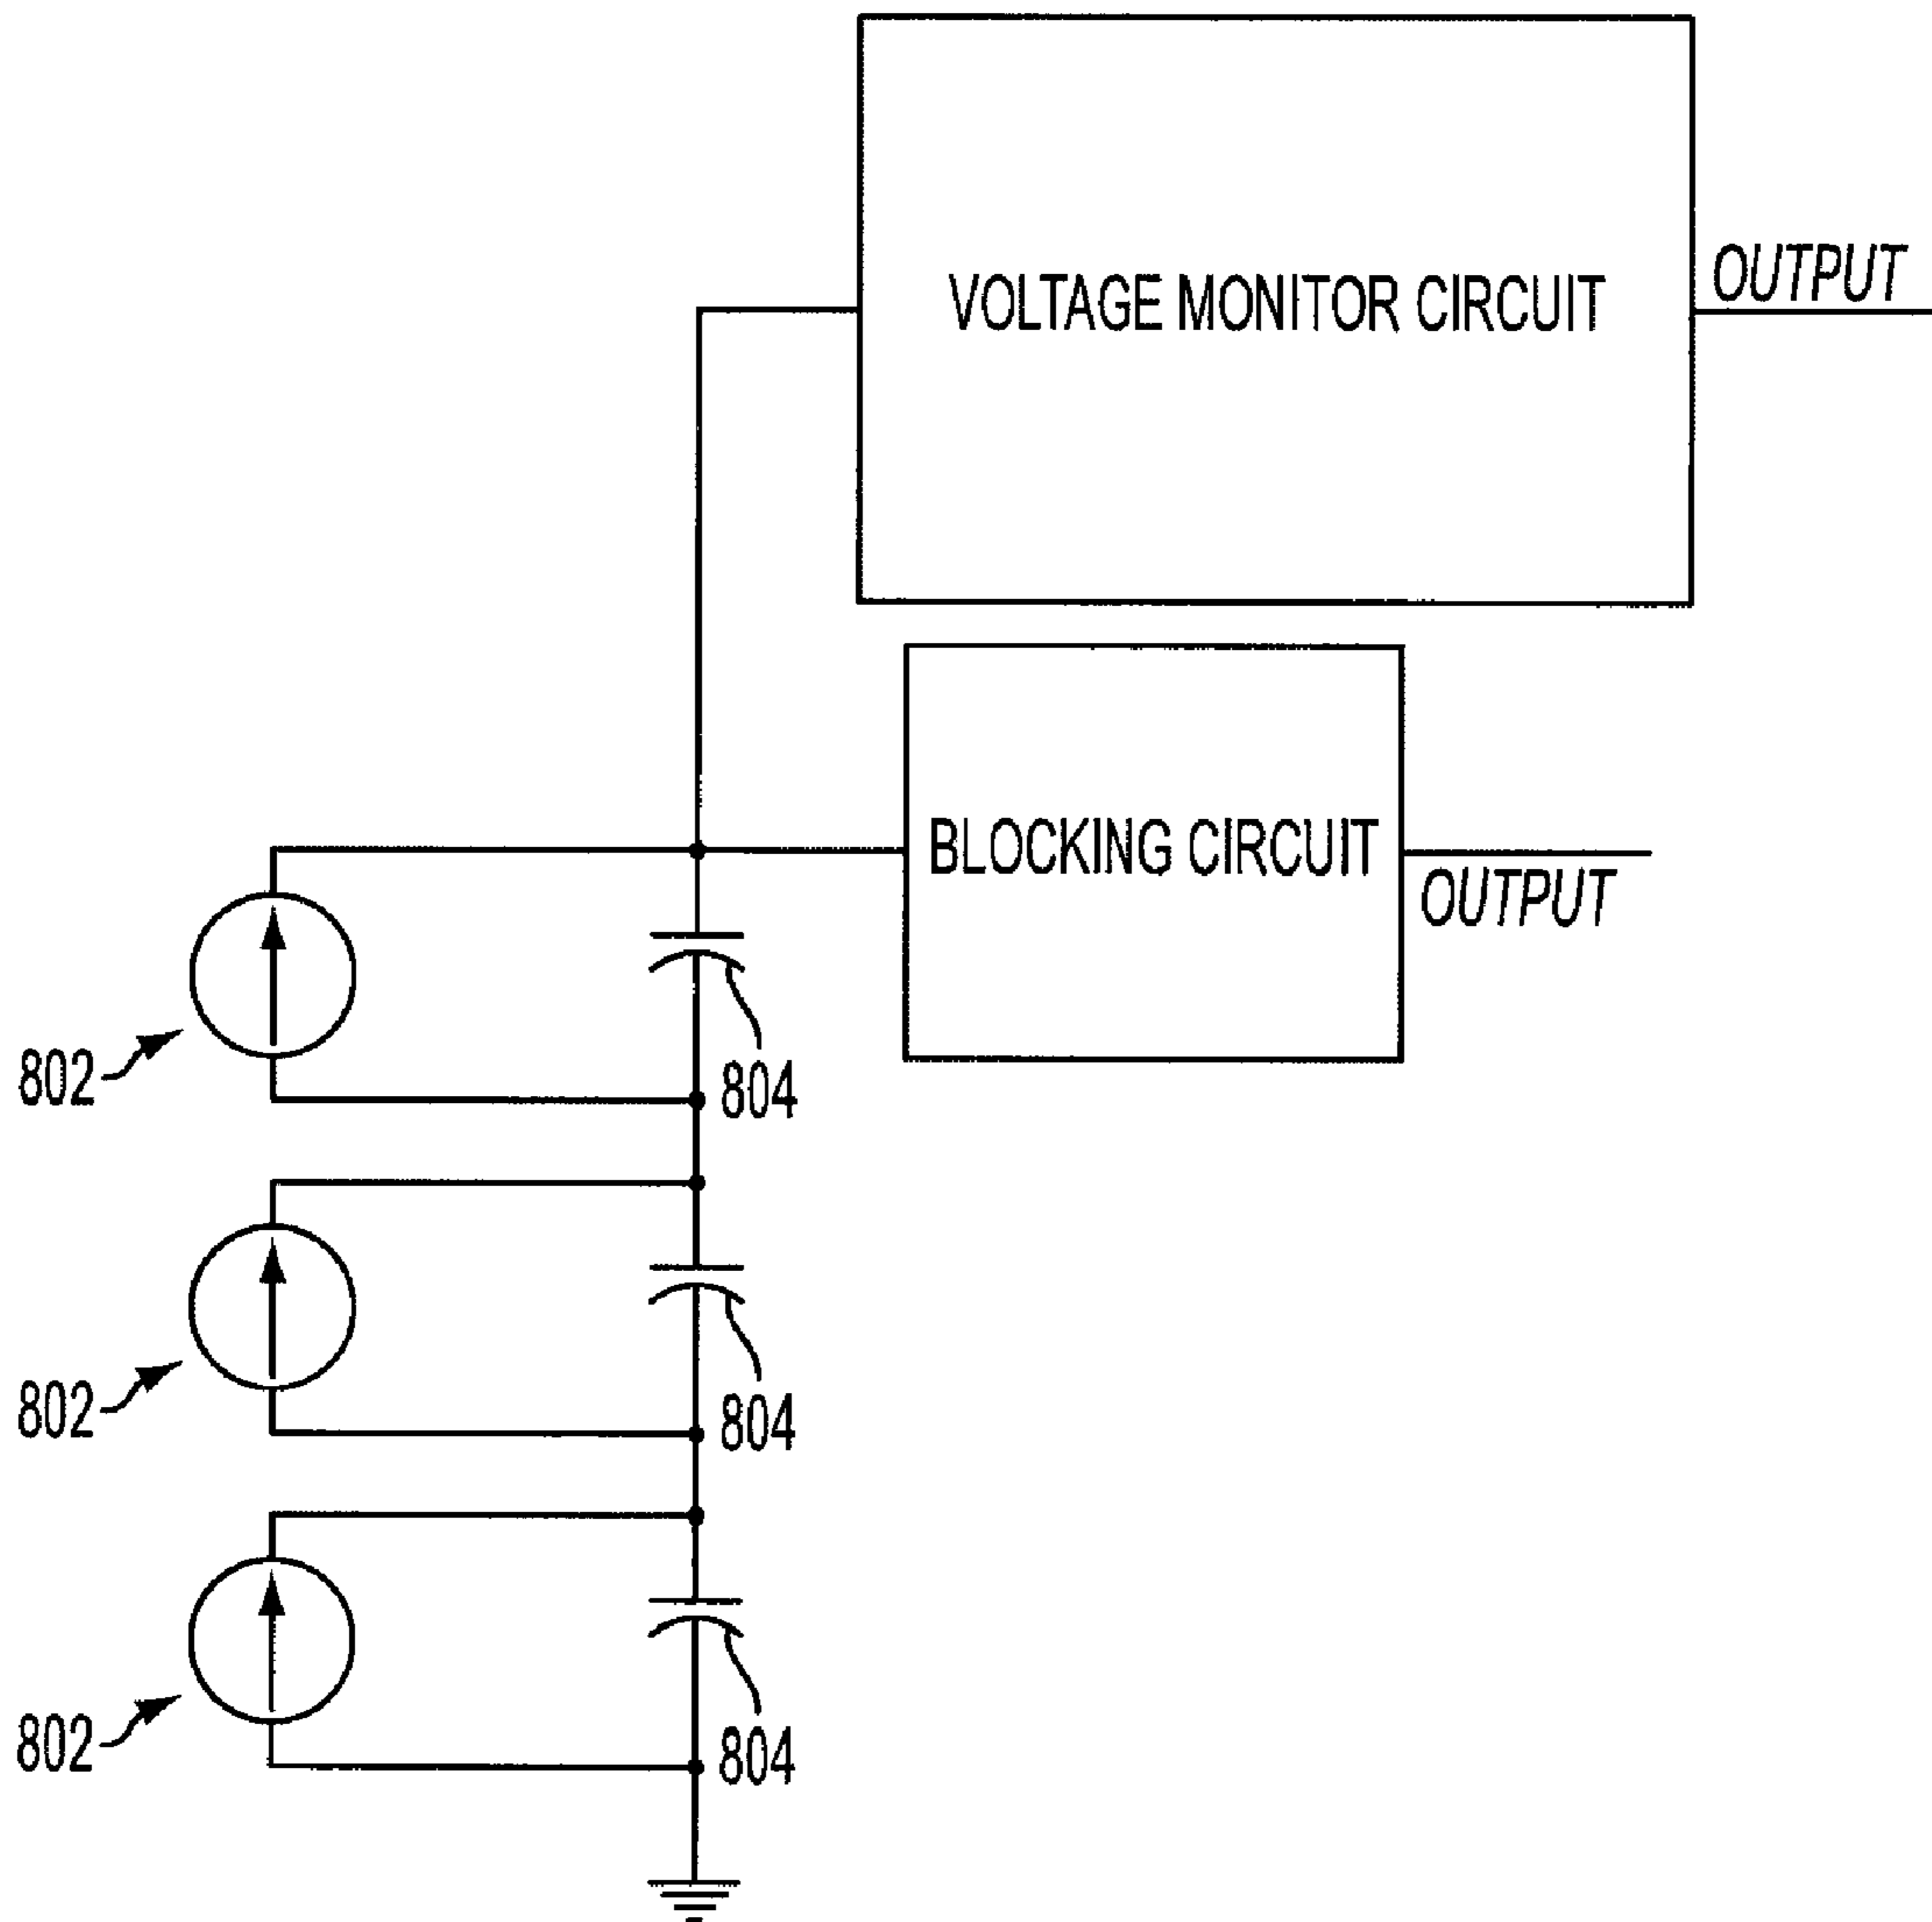 VOLTAGE MONITOR CIRCUIT
OUTPUT
BLOCKING CIRCUIT
OUTPUT
802
804
802
804
802
804